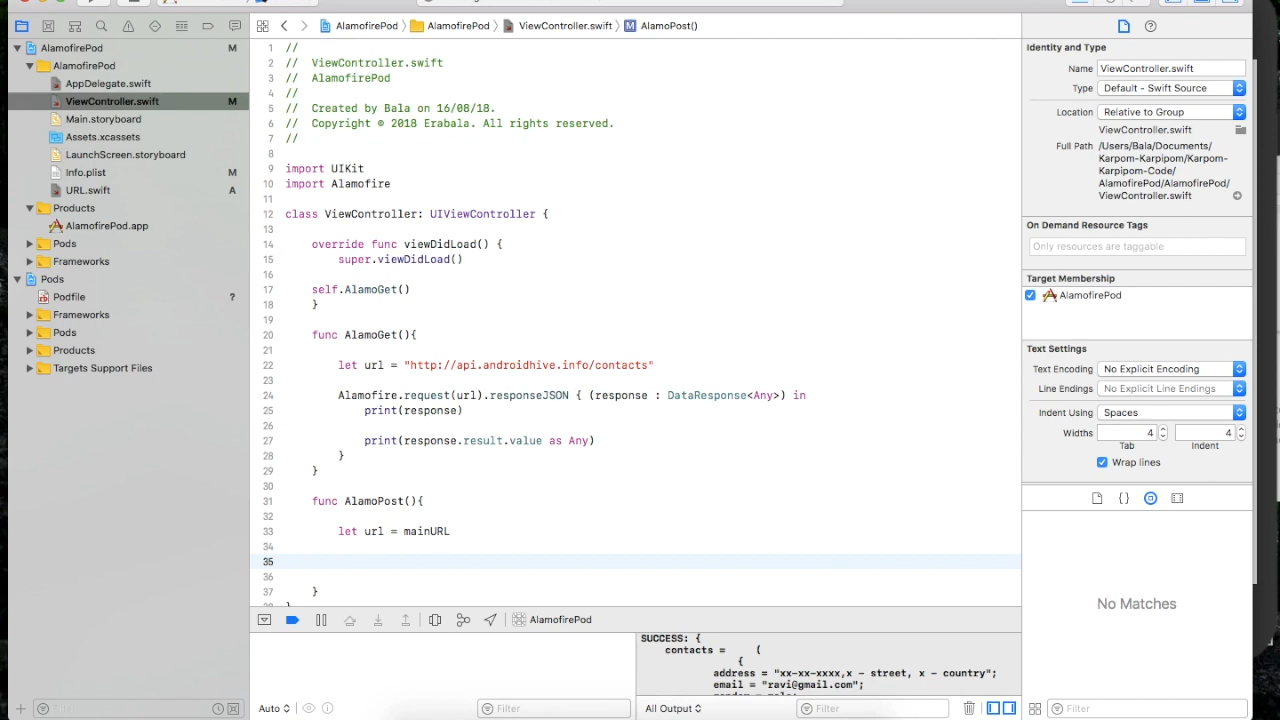 AlamofirePod
AlamofirePod
ViewController.swift
M
AlamoPost()
AlamofirePod M
AlamofirePod
AppDelegate.swift
ViewController.swift M
Main.storyboard
Assets.xcassets
LaunchScreen.storyboard
Info.plist M
URL.swift A
Products
AlamofirePod.app
Pods
Frameworks
Pods
Podfile ?
Frameworks
Pods
Products
Targets Support Files
1 //
2 //  ViewController.swift
3 //  AlamofirePod
4 //
5 //  Created by Bala on 16/08/18.
6 //  Copyright © 2018 Erabala. All rights reserved.
7 //
8
9 import UIKit
10 import Alamofire
11
12 class ViewController: UIViewController {
13
14     override func viewDidLoad() {
15         super.viewDidLoad()
16
17     self.AlamoGet()
18     }
19
20     func AlamoGet(){
21
22         let url = "http://api.androidhive.info/contacts"
23
24         Alamofire.request(url).responseJSON { (response : DataResponse<Any>) in
25             print(response)
26
27             print(response.result.value as Any)
28         }
29     }
30
31     func AlamoPost(){
32
33         let url = mainURL
34
35
36
37     }
AlamofirePod
SUCCESS: {
contacts =     (
{
address = "xx-xx-xxxx,x - street, x - country";
email = "ravi@gmail.com";
Auto
Filter
All Output
Filter
Identity and Type
Name ViewController.swift
Type Default - Swift Source
Location Relative to Group
ViewController.swift
Full Path /Users/Bala/Documents/
Karpom-Karpipom/Karpom-
Karpipom-Code/
AlamofirePod/AlamofirePod/
ViewController.swift
On Demand Resource Tags
Only resources are taggable
Target Membership
AlamofirePod
Text Settings
Text Encoding No Explicit Encoding
Line Endings No Explicit Line Endings
Indent Using Spaces
Widths 4 4
Tab Indent
Wrap lines
No Matches
Filter